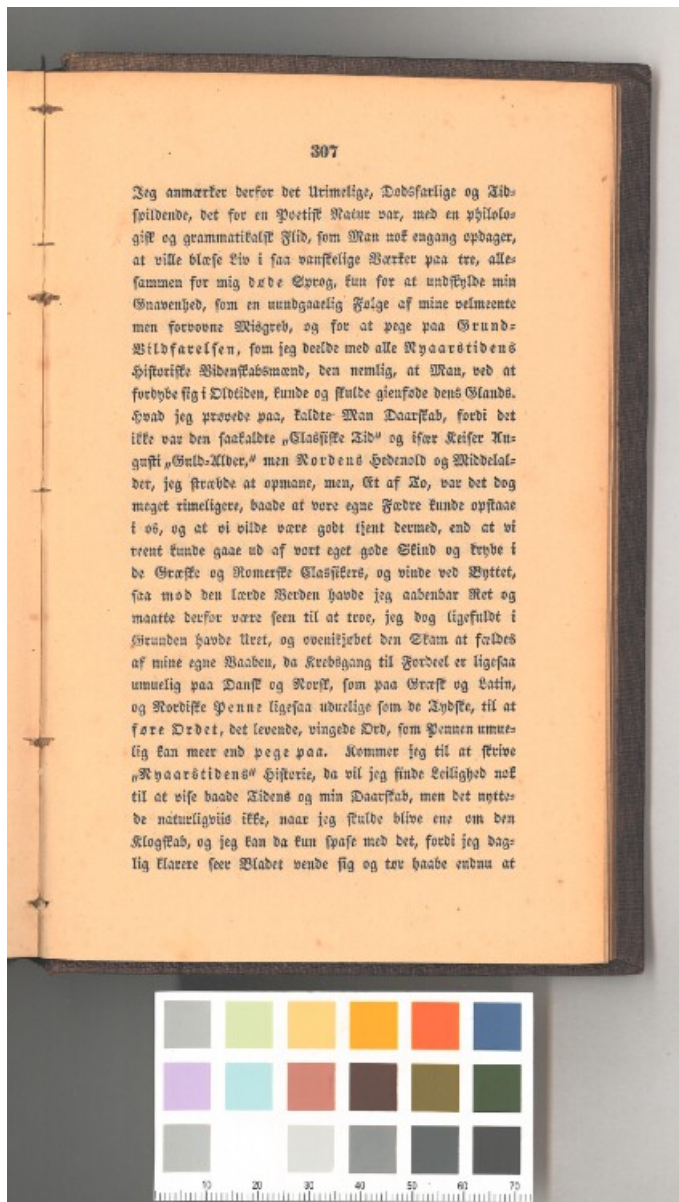 307
Jeg anmærker derfor det Urimelige, Dødsfarlige og Tid-
spildende, det for en Poetisk Natur var, med en philolo-
gisk og grammatikalsk Flid, som Man nok engang opdager,
at ville blæse Liv i saa vanskelige Værker paa tre, alle-
sammen for mig døde Sprog, kun for at undskylde min
Gnavenhed, som en uundgaaelig Følge af mine velmeente
men forvovne Misgreb, og for at pege paa Grund-
Vildfarelsen, som jeg deelde med alle Nyaarstidens
Historiske Videnskabsmænd, den nemlig, at Man, ved at
fordybe sig i Oldtiden, kunde og skulde gienføde dens Glands.
Hvad jeg prøvede paa, kaldte Man Daarskab, fordi det
ikke var den saakaldte „Classiske Tid“ og især Keiser Au-
gusti „Guld-Alder,“ men Nordens Hedenold og Middelal-
der, jeg stræbde at opmane, men, Et af To, var det dog
meget rimeligere, baade at vore egne Fædre kunde opstaae
i os, og at vi vilde være godt tjent dermed, end at vi
reent kunde gaae ud af vort eget gode Skind og krybe i
de Græske og Romerske Classikers, og vinde ved Byttet,
saa mod den lærde Verden havde jeg aabenbar Ret og
maatte derfor være seen til at troe, jeg dog ligefuldt i
Grunden havde Uret, og ovenikjøbet den Skam at fældes
af mine egne Vaaben, da Krebsgang til Fordeel er ligesaa
umuelig paa Dansk og Norsk, som paa Græsk og Latin,
og Nordiske Penne ligesaa uduelige som de Tydske, til at
føre Ordet, det levende, vingede Ord, som Pennen umue-
lig kan meer end pege paa. Kommer jeg til at skrive
„Nyaarstidens“ Historie, da vil jeg finde Leilighed nok
til at vise baade Tidens og min Daarskab, men det nytte-
de naturligviis ikke, naar jeg skulde blive ene om den
Klogskab, og jeg kan da kun spase med det, fordi jeg dag-
lig klarere seer Bladet vende sig og tør haabe endnu at
10 20 30 40 50 60 70